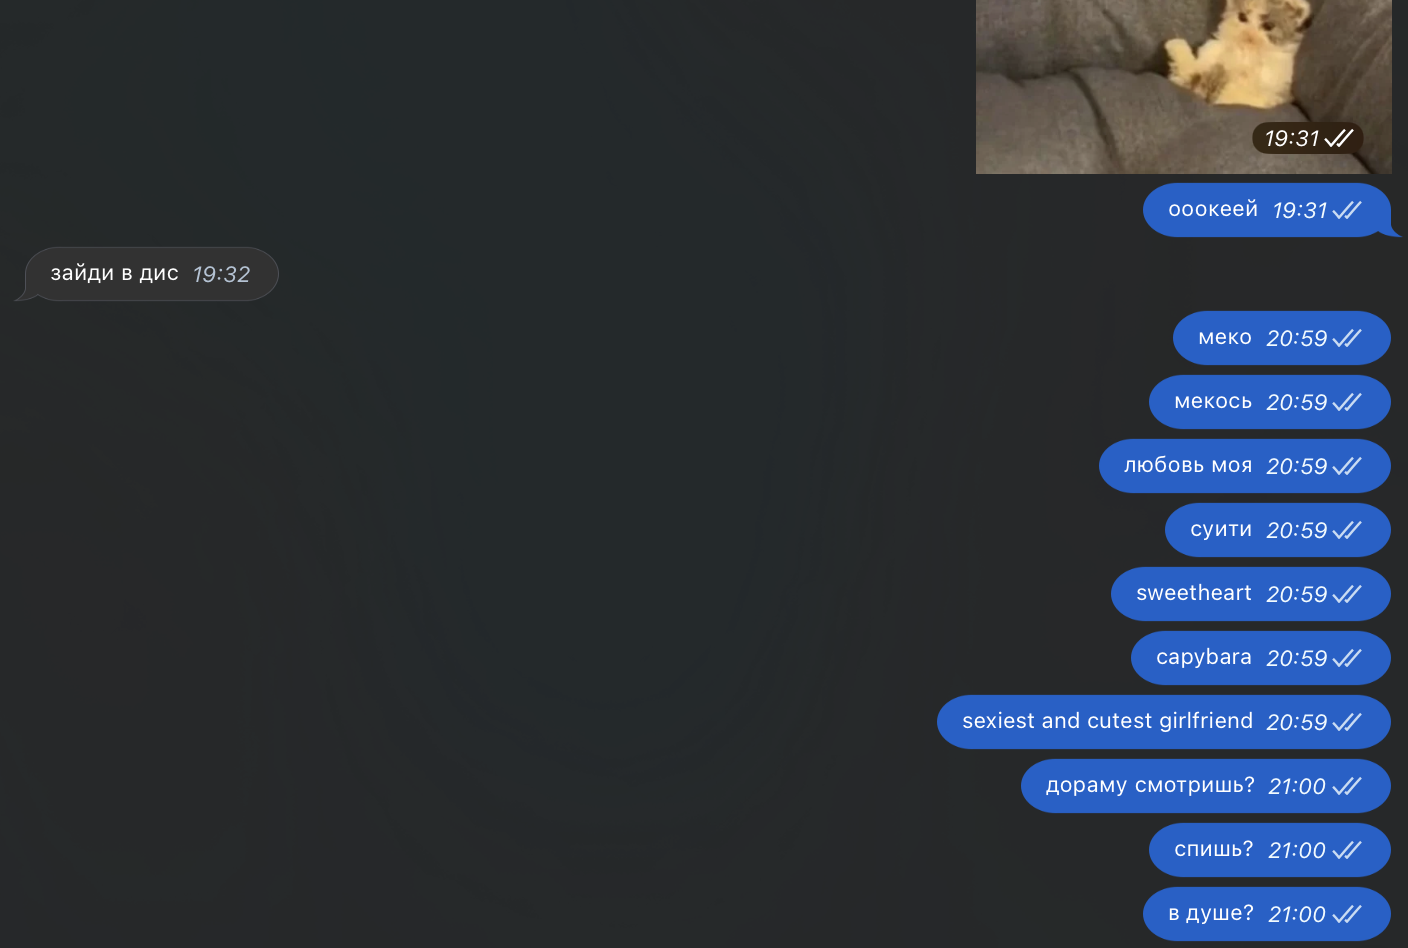 19:31
ооокеей 19:31
зайди в дис 19:32
меко 20:59
мекось 20:59
любовь моя 20:59
суити 20:59
sweetheart 20:59
capybara 20:59
sexiest and cutest girlfriend 20:59
дораму смотришь? 21:00
спишь? 21:00
в душе? 21:00